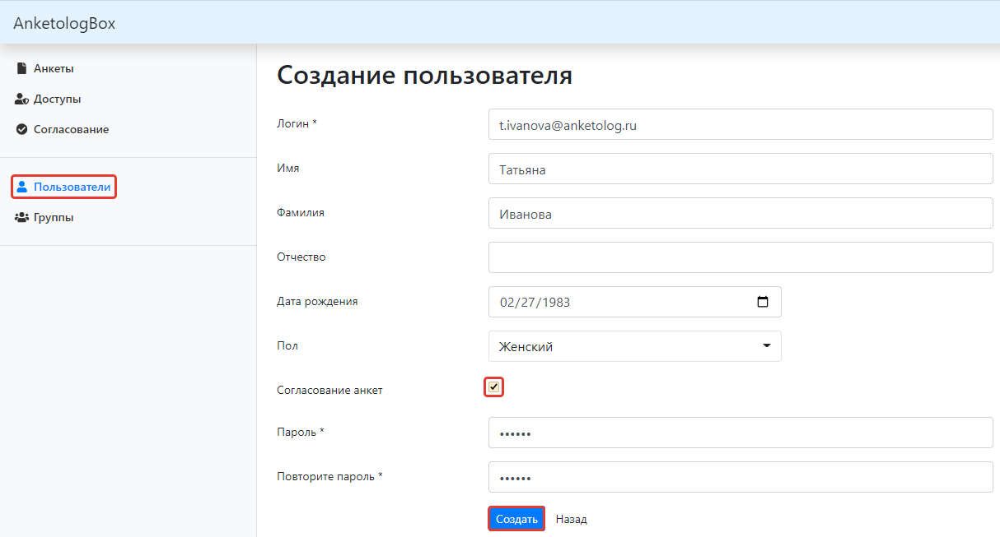 AnketologBox
Анкеты
Доступы
Согласование
Пользователи
Группы
Создание пользователя
Логин *
t.ivanova@anketolog.ru
Имя
Татьяна
Фамилия
Иванова
Отчество
Дата рождения
02/27/1983
Пол
Женский
Согласование анкет
Пароль *
••••••
Повторите пароль *
••••••
Создать Назад